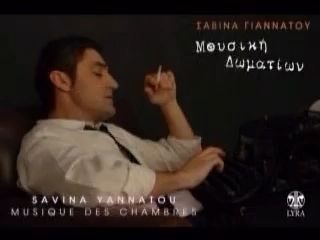 ΣΑΒΙΝΑ ΓΙΑΝΝΑΤΟΥ
Μουσική
Δωματίων
SAVINA YANNATOU
MUSIQUE DES CHAMBRES
LYRA